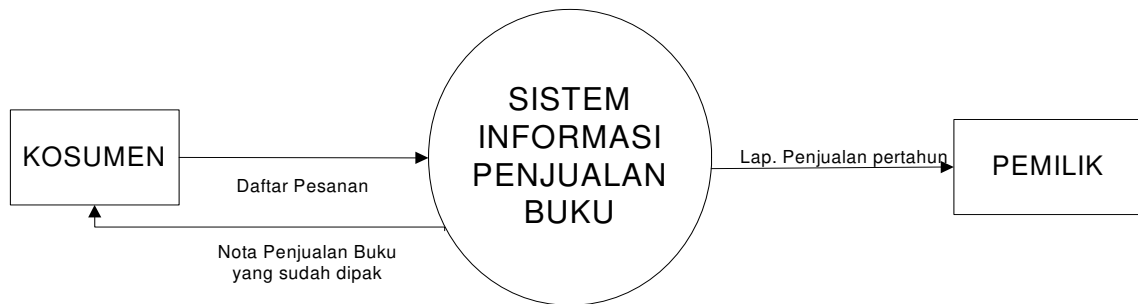 KOSUMEN
Daftar Pesanan
Nota Penjualan Buku
yang sudah dipak
SISTEM
INFORMASI
PENJUALAN
BUKU
Lap. Penjualan pertahun
PEMILIK